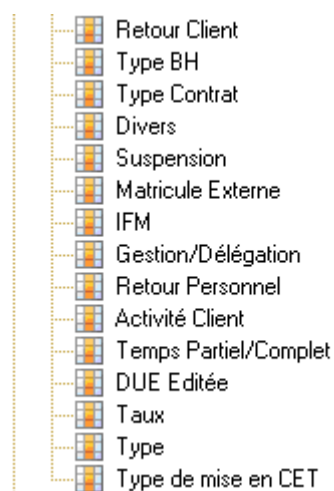 Retour Client
Type BH
Type Contrat
Divers
Suspension
Matricule Externe
IFM
Gestion/Délégation
Retour Personnel
Activité Client
Temps Partiel/Complet
DUE Editée
Taux
Type
Type de mise en CET